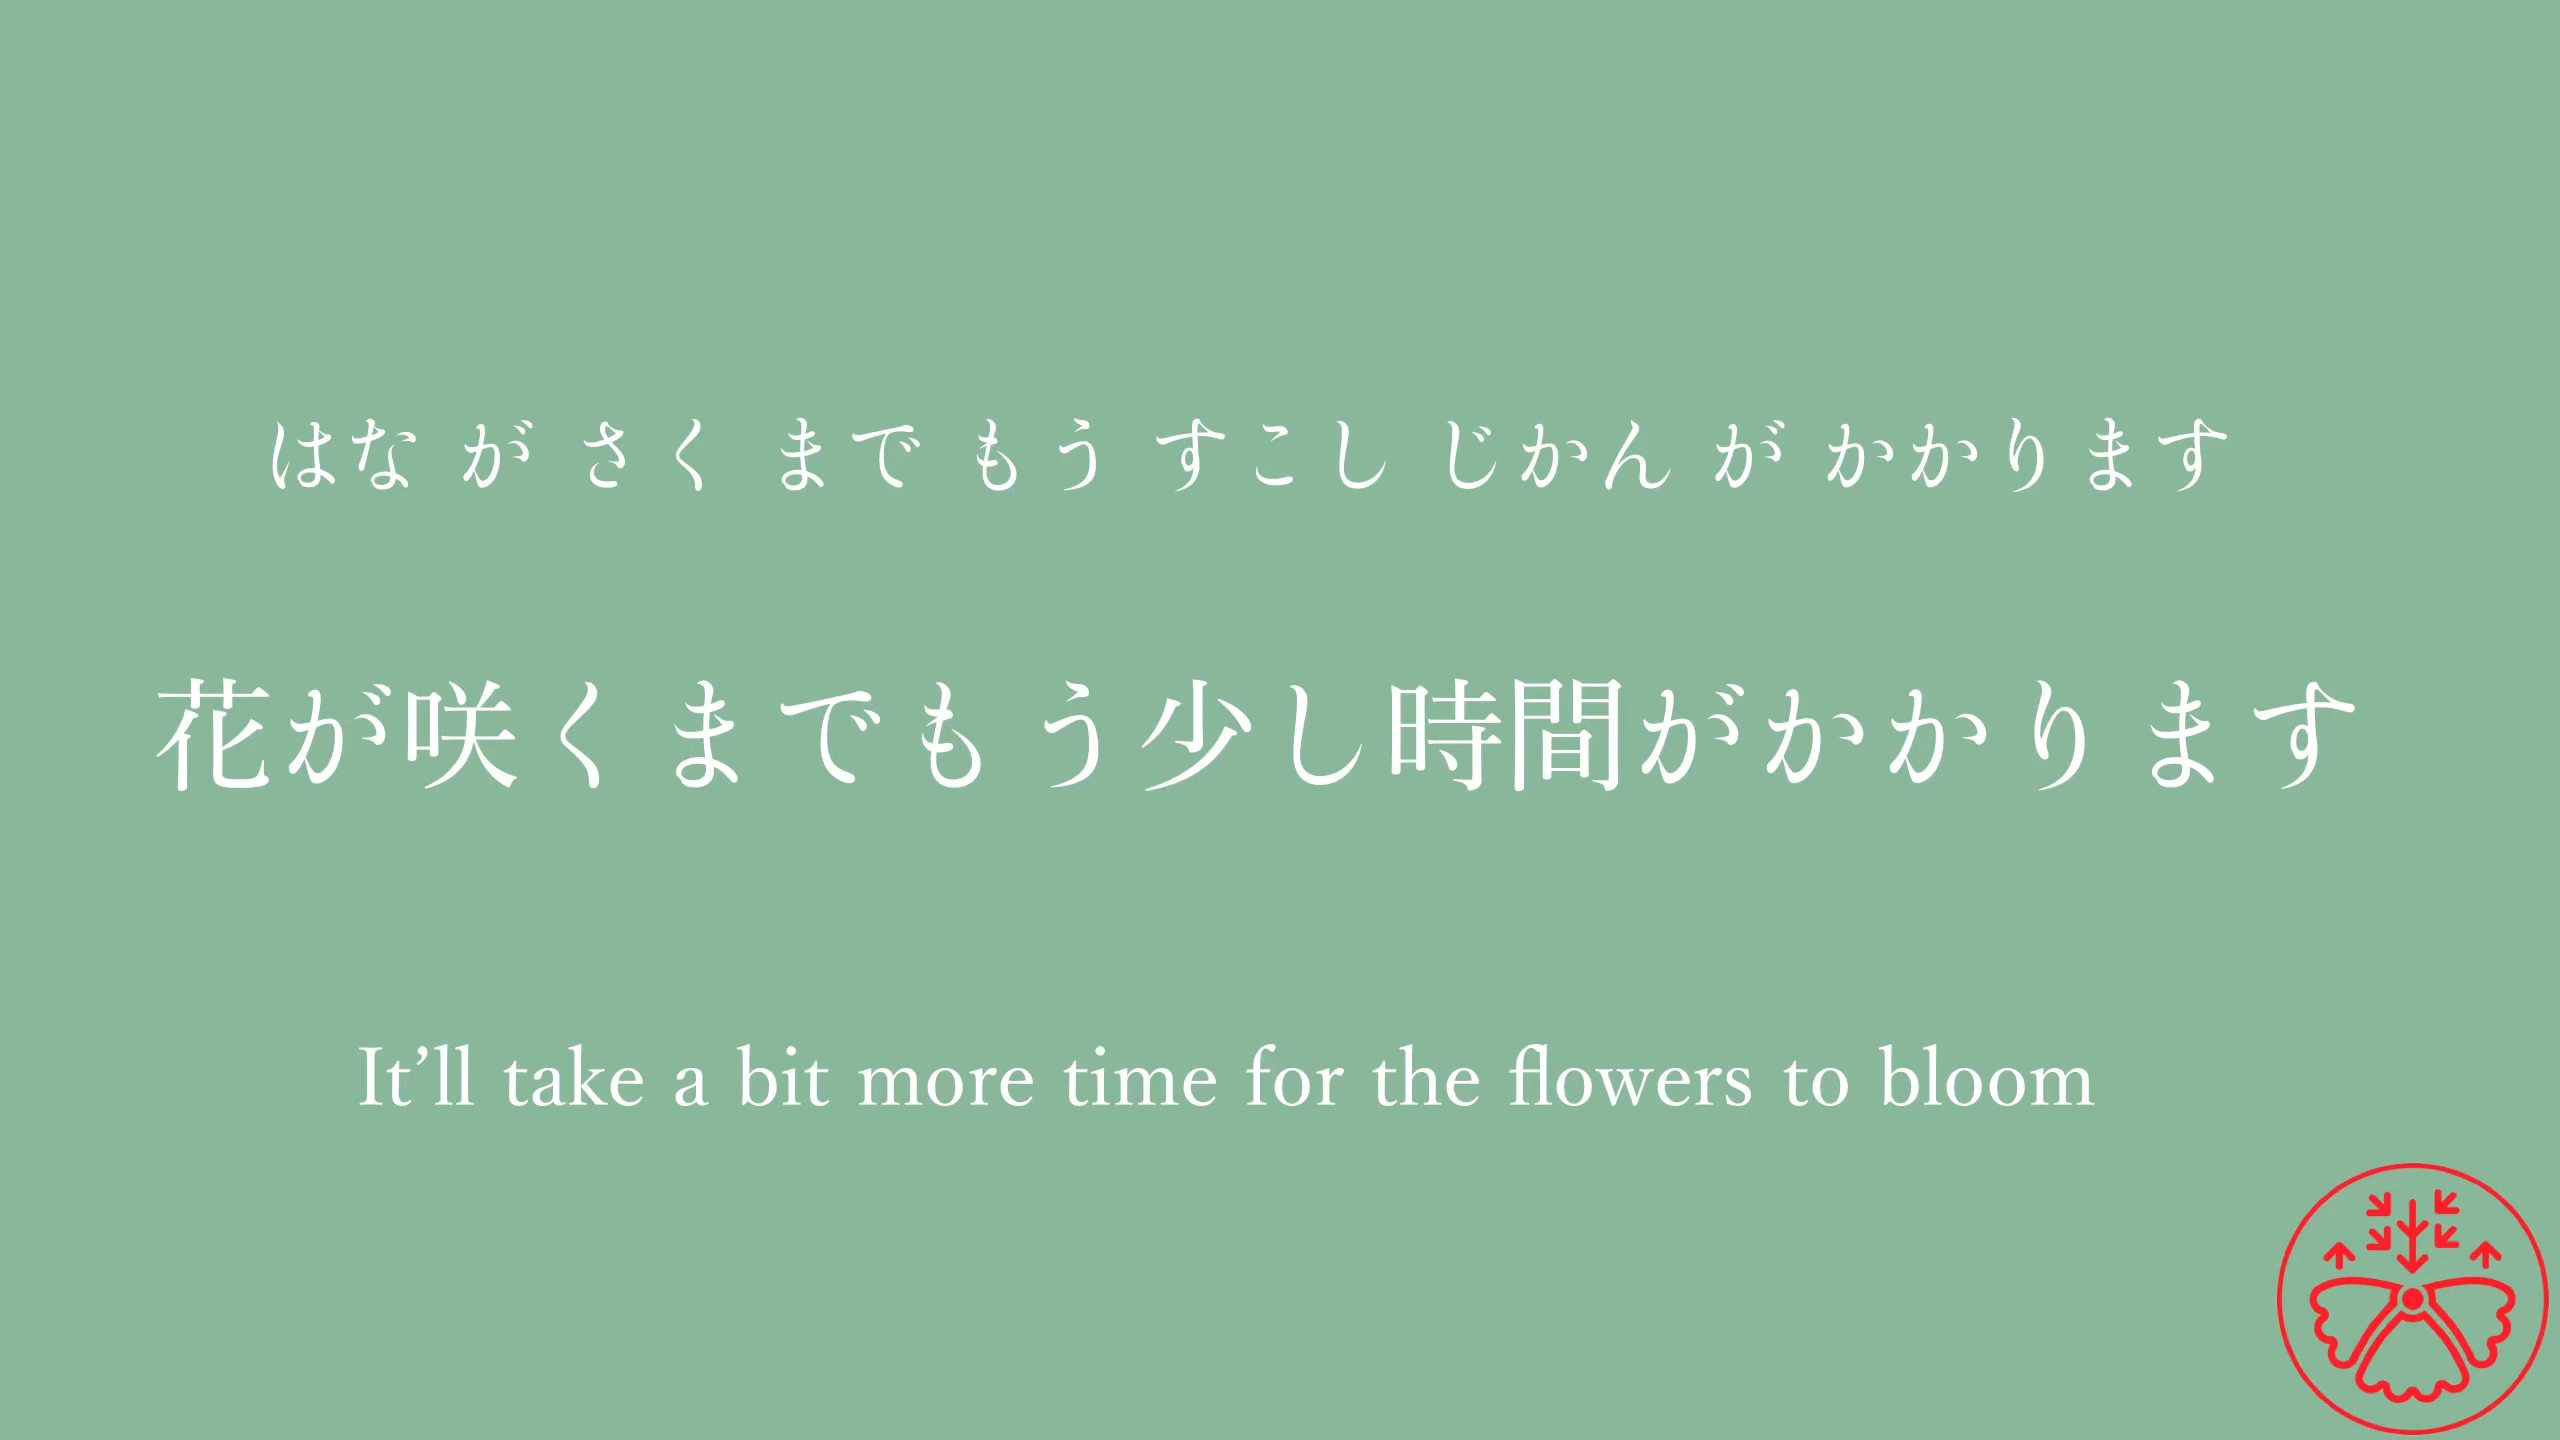 はな が さく まで もう すこし じかん が かかります
花が咲くまでもう少し時間がかかります
It’ll take a bit more time for the flowers to bloom